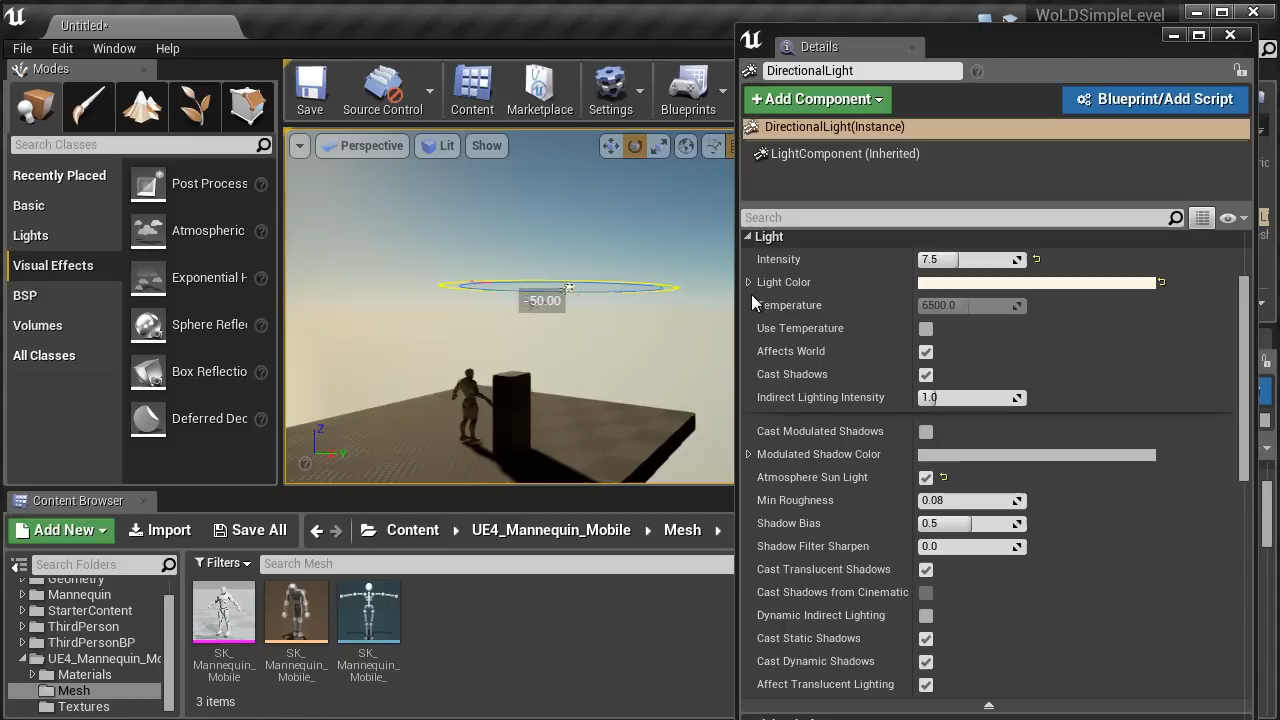 Untitled*
WoLDSimpleLevel
File Edit Window Help
Modes
Search Classes
Recently Placed
Basic
Lights
Visual Effects
BSP
Volumes
All Classes
Post Process
Atmospheric
Exponential H
Sphere Refle
Box Reflectio
Deferred Dec
Save
Source Control
Content
Marketplace
Settings
Blueprints
Perspective
Lit
Show
-50.00
Z
Y
Details
DirectionalLight
+Add Component
Blueprint/Add Script
DirectionalLight(Instance)
LightComponent (Inherited)
Search
Light
Intensity 7.5
Light Color
Temperature 6500.0
Use Temperature
Affects World
Cast Shadows
Indirect Lighting Intensity 1.0
Cast Modulated Shadows
Modulated Shadow Color
Atmosphere Sun Light
Min Roughness 0.08
Shadow Bias 0.5
Shadow Filter Sharpen 0.0
Cast Translucent Shadows
Cast Shadows from Cinematic
Dynamic Indirect Lighting
Cast Static Shadows
Cast Dynamic Shadows
Affect Translucent Lighting
Content Browser
Add New
Import
Save All
Content
UE4_Mannequin_Mobile
Mesh
Search Folders
Filters
Search Mesh
Geometry
Mannequin
StarterContent
ThirdPerson
ThirdPersonBP
UE4_Mannequin_Mo
Materials
Mesh
Textures
SK_
Mannequin_
Mobile
SK_
Mannequin_
Mobile_
SK_
Mannequin_
Mobile_
3 items